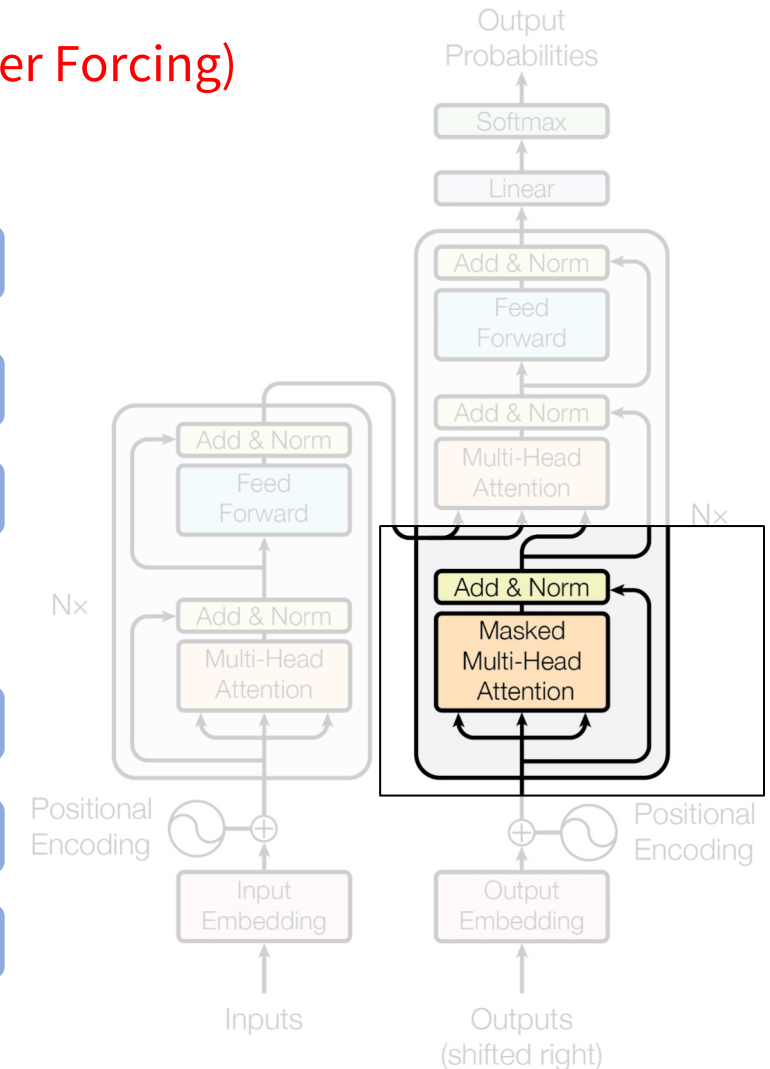 er Forcing)
Output
Probabilities
Softmax
Linear
Add & Norm
Feed
Forward
Add & Norm
Multi-Head
Attention
Nx
Add & Norm
Masked
Multi-Head
Attention
Add & Norm
Feed
Forward
Nx
Add & Norm
Multi-Head
Attention
Positional
Encoding
Positional
Encoding
Input
Embedding
Output
Embedding
Inputs
Outputs
(shifted right)